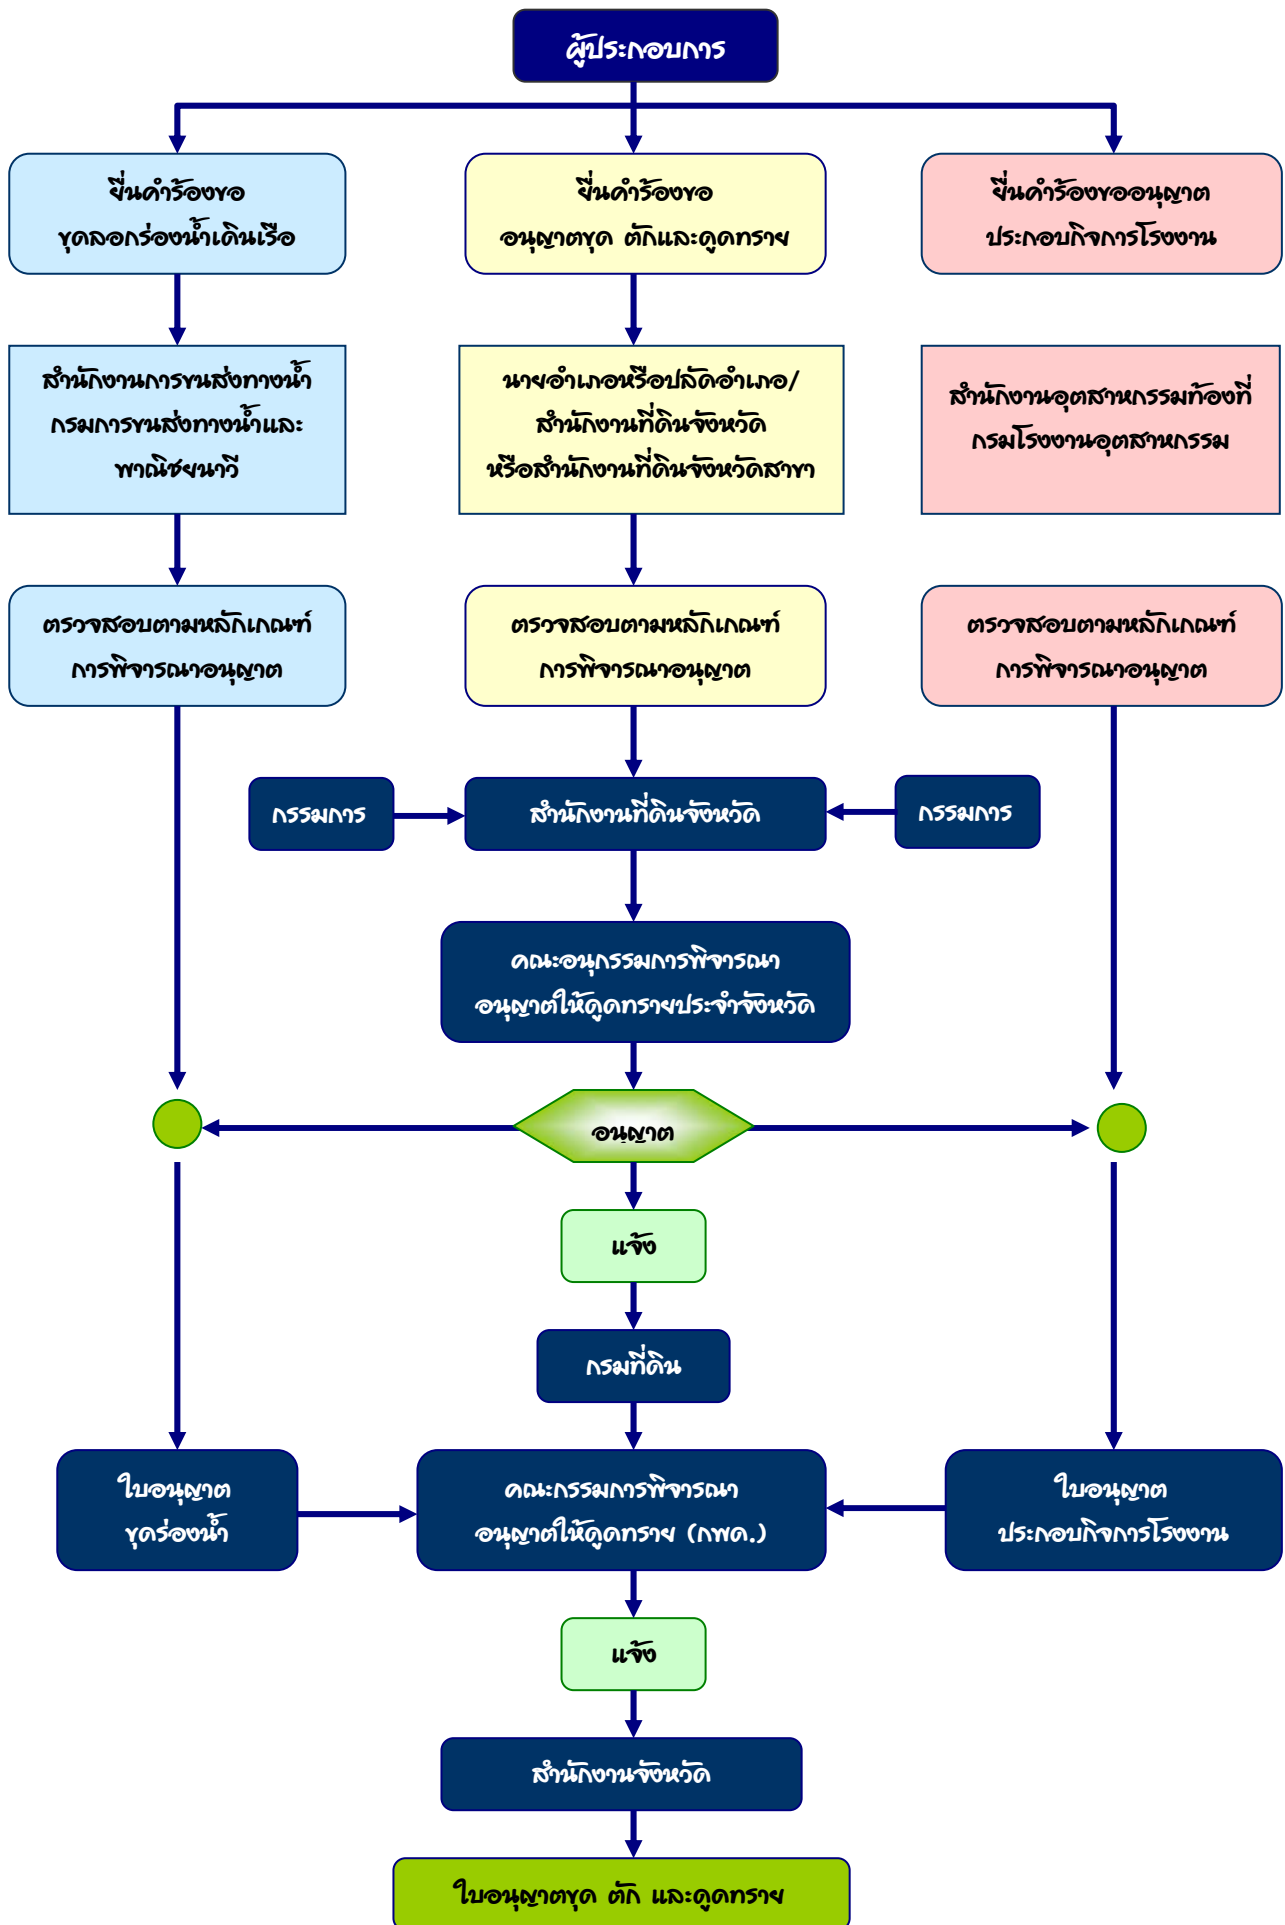 ผู้ประกอบการ
ยื่นคำร้องขอ
ขุดลอกร่องน้ำเดินเรือ
ยื่นคำร้องขอ
อนุญาตขุด ตักและดูดทราย
ยื่นคำร้องขออนุญาต
ประกอบกิจการโรงงาน
สำนักงานการขนส่งทางน้ำ
กรมการขนส่งทางน้ำและ
พาณิชยนาวี
นายอำเภอหรือปลัดอำเภอ/
สำนักงานที่ดินจังหวัด
หรือสำนักงานที่ดินจังหวัดสาขา
สำนักงานอุตสาหกรรมท้องที่
กรมโรงงานอุตสาหกรรม
ตรวจสอบตามหลักเกณฑ์
การพิจารณาอนุญาต
ตรวจสอบตามหลักเกณฑ์
การพิจารณาอนุญาต
ตรวจสอบตามหลักเกณฑ์
การพิจารณาอนุญาต
กรรมการ
สำนักงานที่ดินจังหวัด
กรรมการ
คณะอนุกรรมการพิจารณา
อนุญาตให้ดูดทรายประจำจังหวัด
อนุญาต
แจ้ง
กรมที่ดิน
ใบอนุญาต
ขุดร่องน้ำ
คณะกรรมการพิจารณา
อนุญาตให้ดูดทราย (กพด.)
ใบอนุญาต
ประกอบกิจการโรงงาน
แจ้ง
สำนักงานจังหวัด
ใบอนุญาตขุด ตัก และดูดทราย